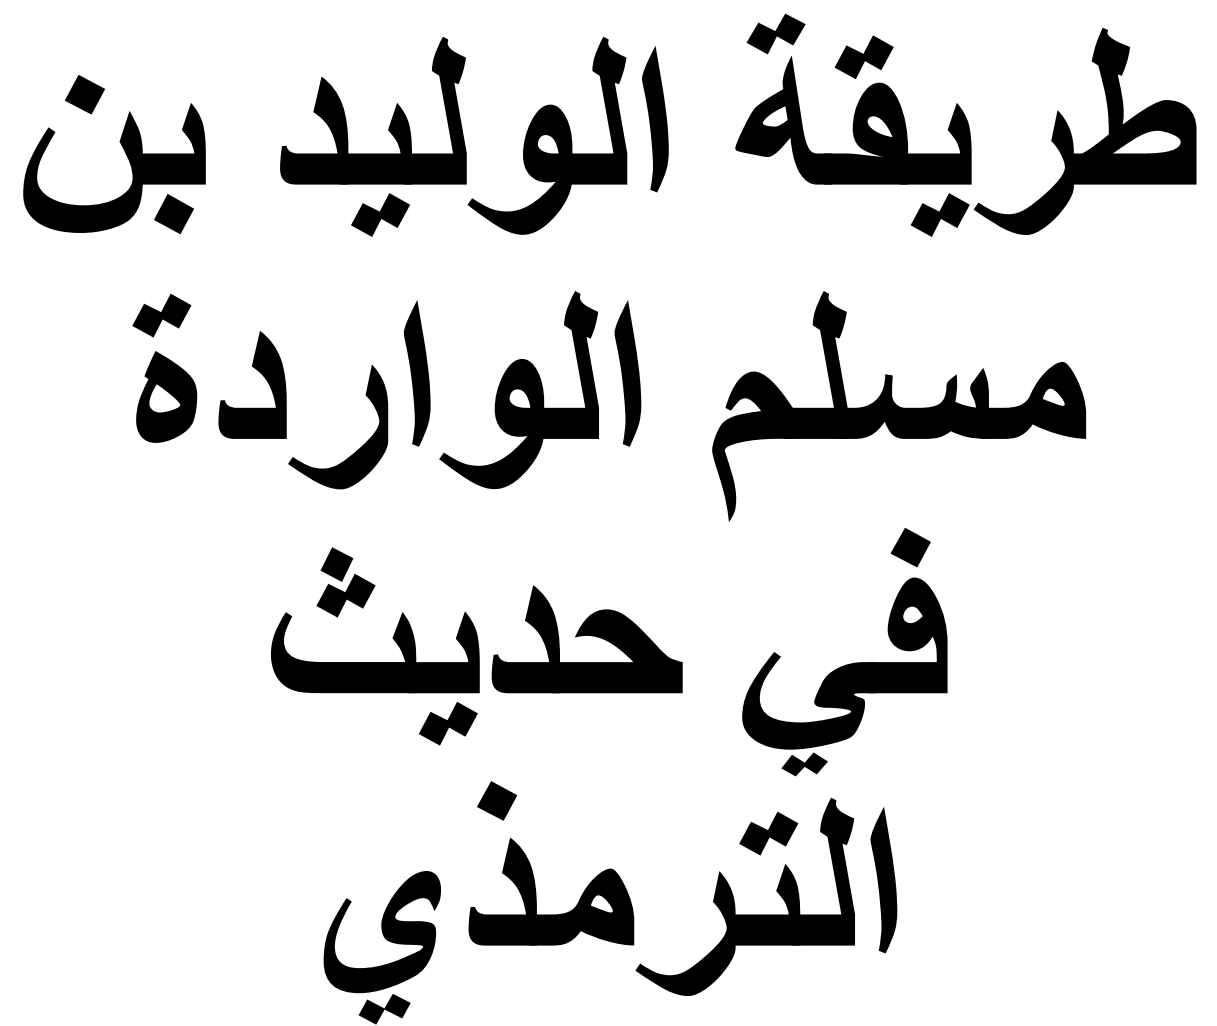 طريقة الوليد بن
مسلم الواردة
في حديث
الترمذي